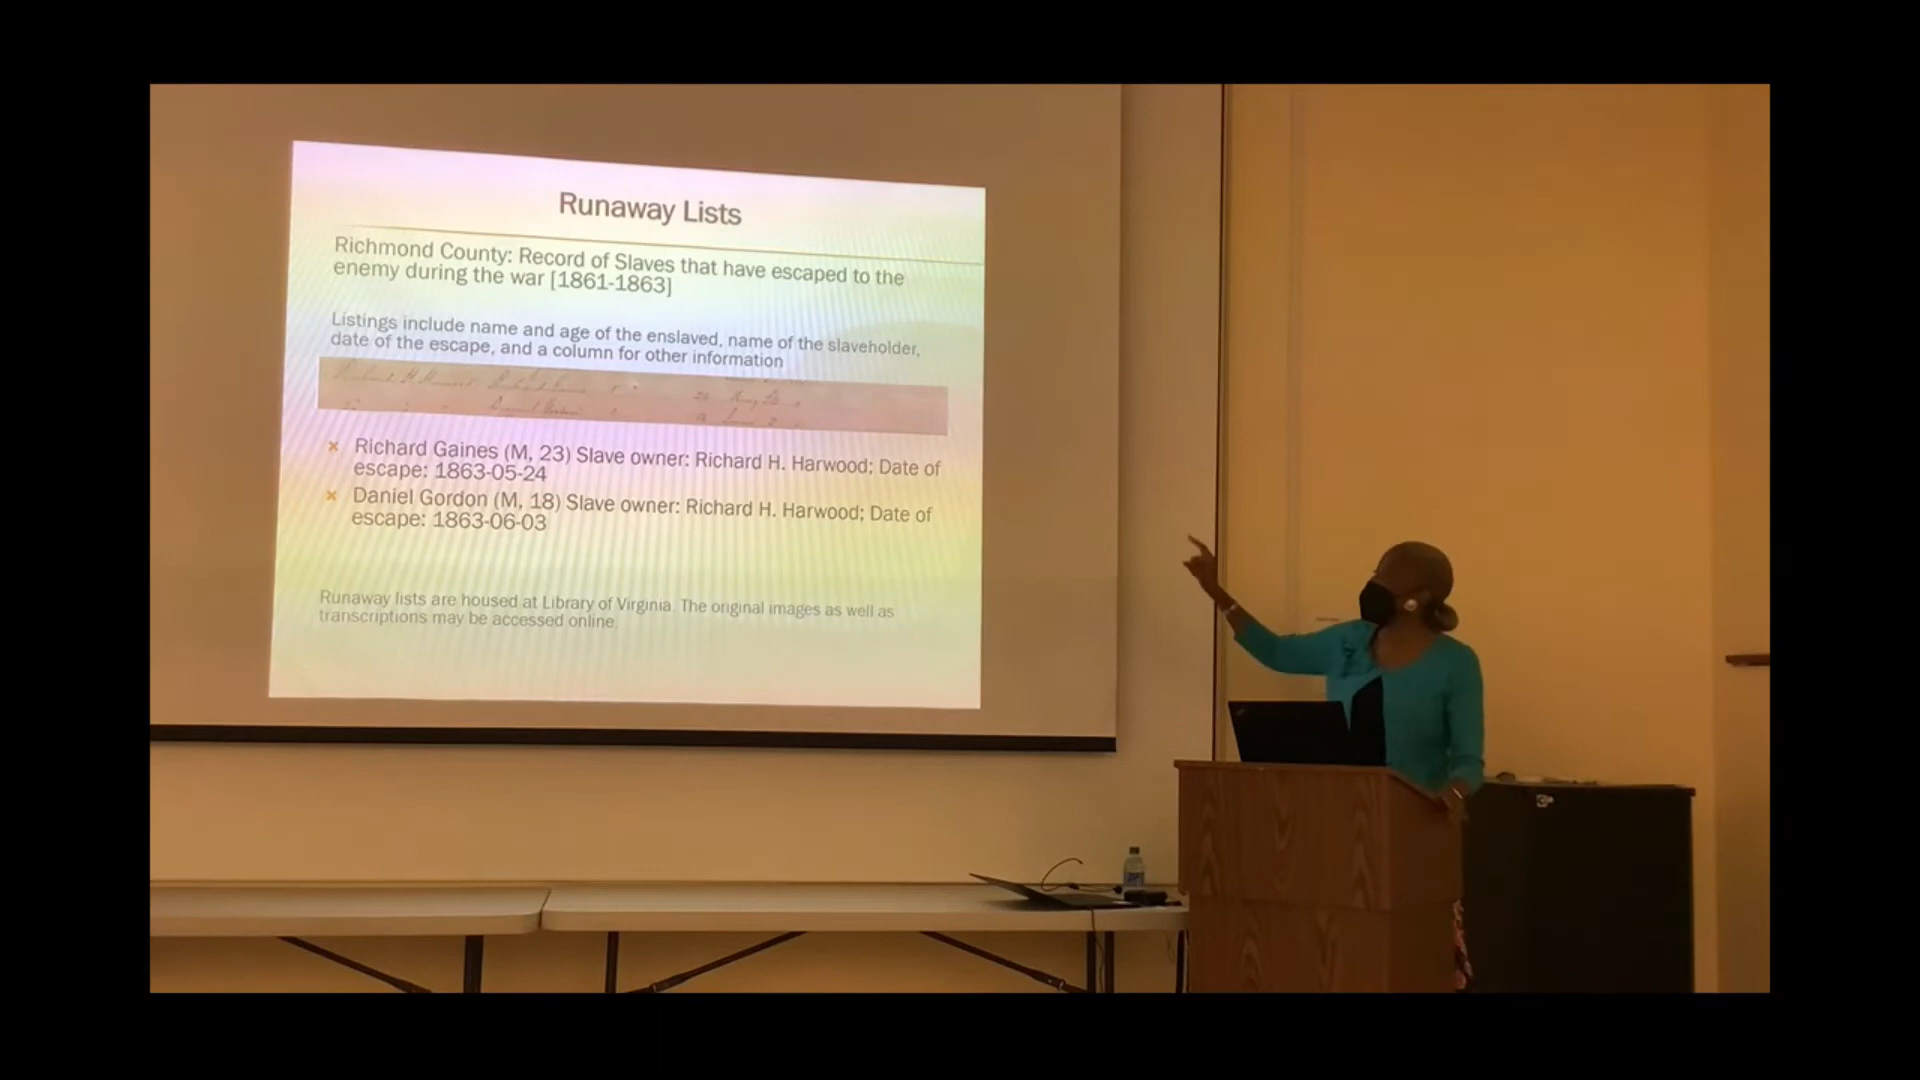 Runaway Lists
Richmond County: Record of Slaves that have escaped to the
enemy during the war [1861-1863]
Listings include name and age of the enslaved, name of the slaveholder,
date of the escape, and a column for other information
Richard Gaines (M, 23) Slave owner: Richard H. Harwood; Date of
escape: 1863-05-24
Daniel Gordon (M, 18) Slave owner: Richard H. Harwood; Date of
escape: 1863-06-03
Runaway lists are housed at Library of Virginia. The original images as well as
transcriptions may be accessed online.